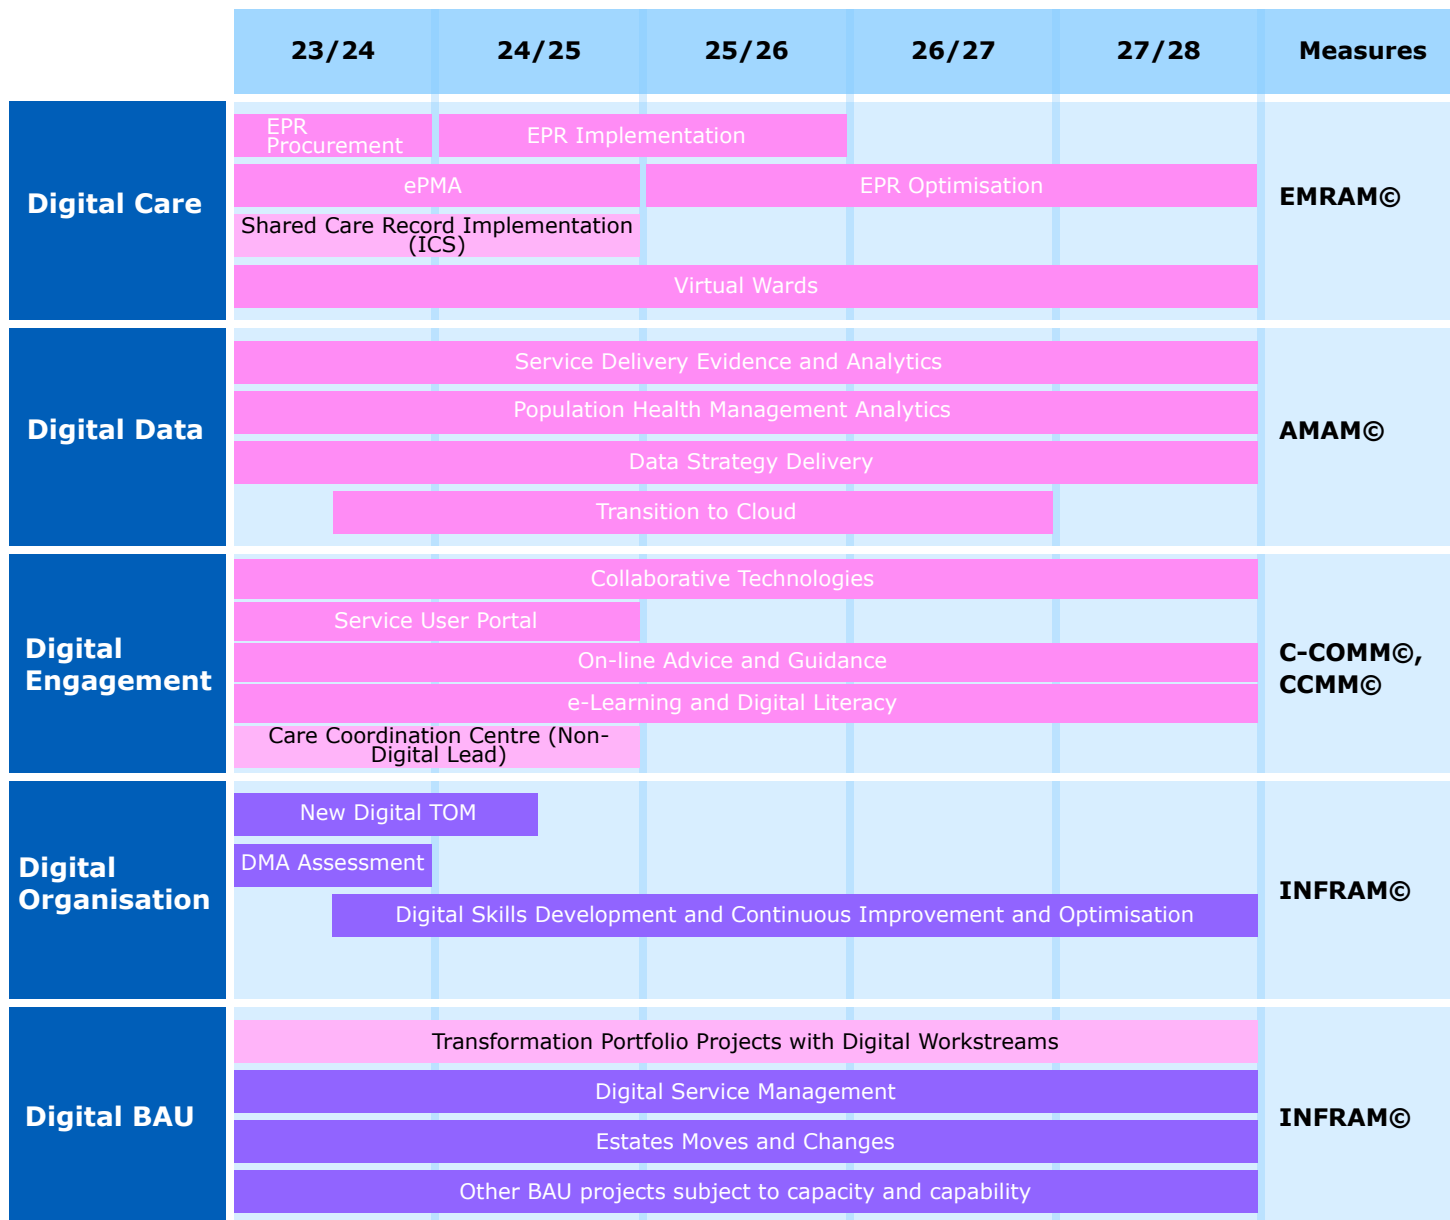 23/24 24/25 25/26 26/27 27/28 Measures
Digital Care
EPR
Procurement
EPR Implementation
ePMA
EPR Optimisation
Shared Care Record Implementation
(ICS)
Virtual Wards
EMRAM©
Digital Data
Service Delivery Evidence and Analytics
Population Health Management Analytics
Data Strategy Delivery
Transition to Cloud
AMAM©
Digital
Engagement
Collaborative Technologies
Service User Portal
On-line Advice and Guidance
e-Learning and Digital Literacy
Care Coordination Centre (Non-
Digital Lead)
C-COMM©,
CCMM©
Digital
Organisation
New Digital TOM
DMA Assessment
Digital Skills Development and Continuous Improvement and Optimisation
INFRAM©
Digital BAU
Transformation Portfolio Projects with Digital Workstreams
Digital Service Management
Estates Moves and Changes
Other BAU projects subject to capacity and capability
INFRAM©